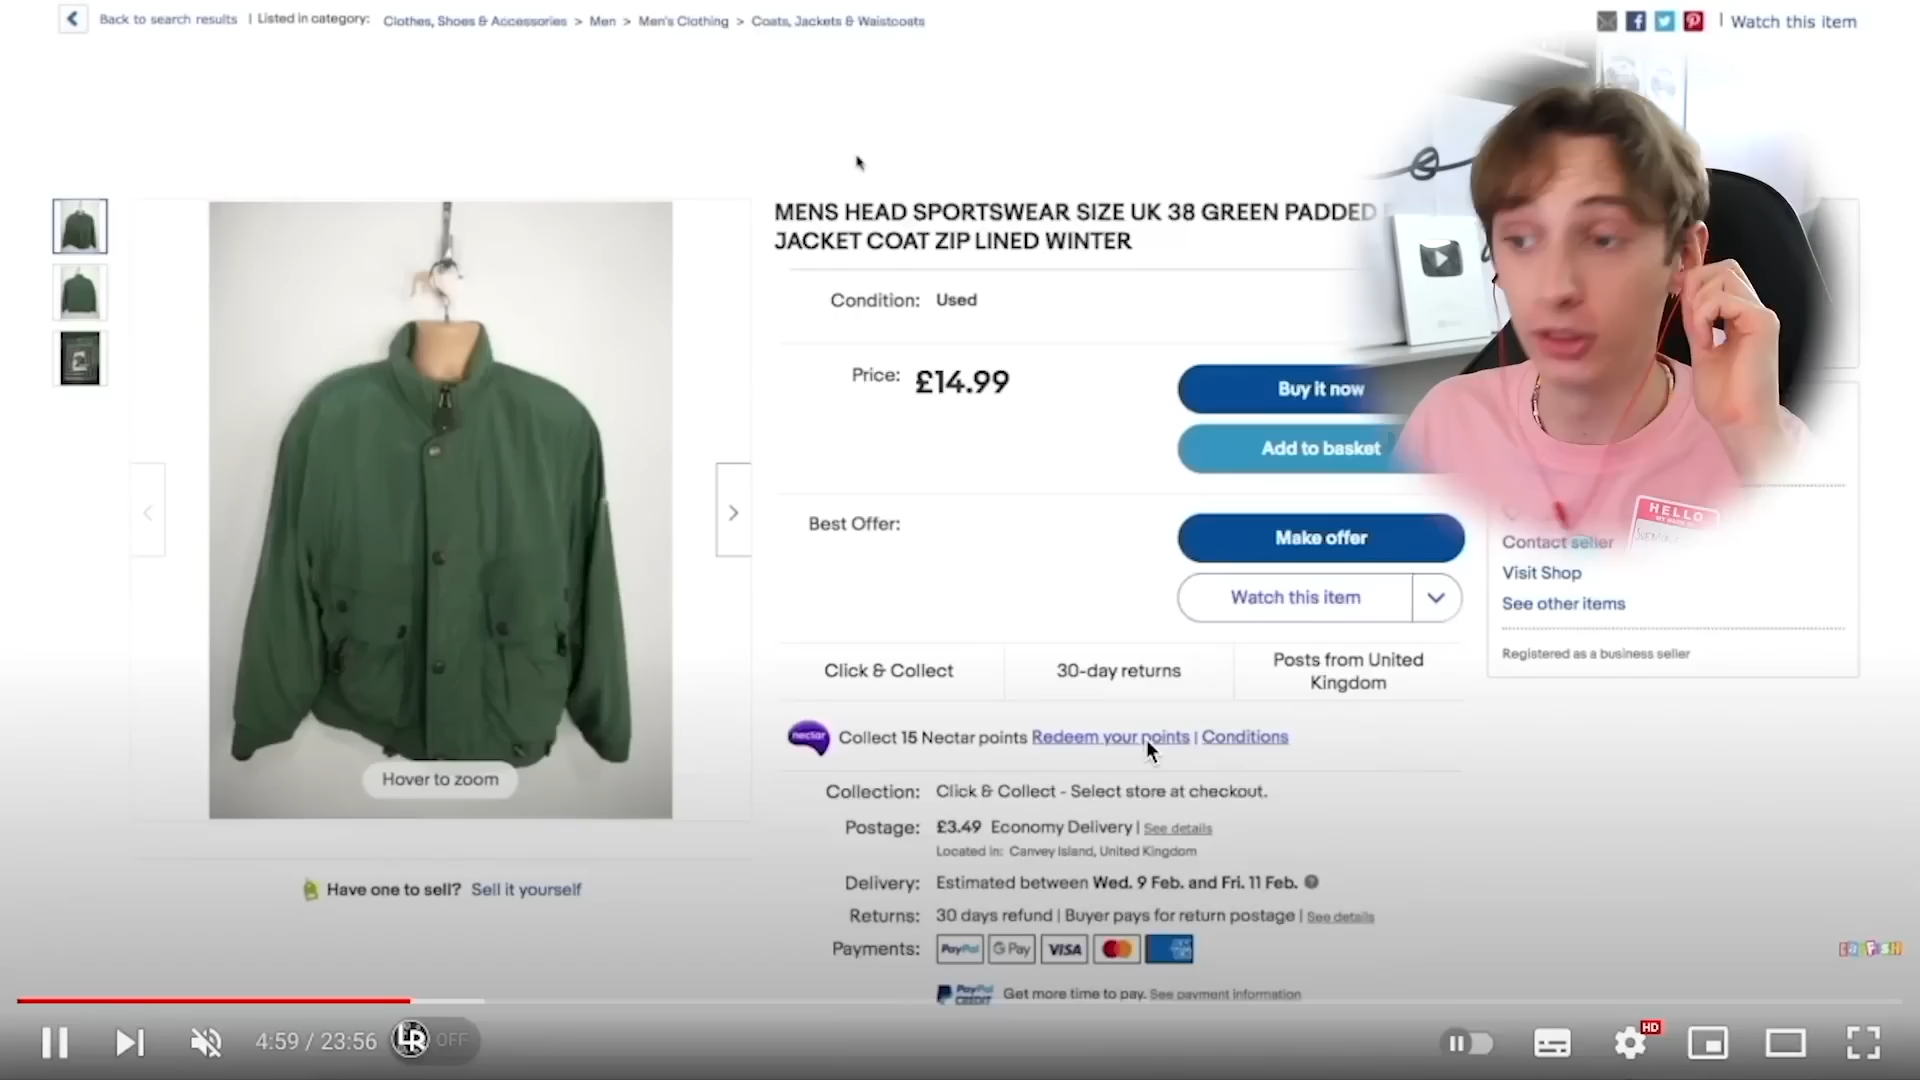 Back to search results | Listed in category: Clothes, Shoes & Accessories > Men > Men's Clothing > Coats, Jackets & Waistcoats
| Watch this item
MENS HEAD SPORTSWEAR SIZE UK 38 GREEN PADDED
JACKET COAT ZIP LINED WINTER
Condition: Used
Price: £14.99
Buy it now
Add to basket
Best Offer:
Make offer
Watch this item
HELLO
Contact seller
Visit Shop
See other items
Registered as a business seller
Click & Collect
30-day returns
Posts from United
Kingdom
nectar Collect 15 Nectar points Redeem your points | Conditions
Hover to zoom
Have one to sell? Sell it yourself
Collection: Click & Collect - Select store at checkout.
Postage: £3.49 Economy Delivery | See details
Located in: Canvey Island, United Kingdom
Delivery: Estimated between Wed. 9 Feb. and Fri. 11 Feb.
Returns: 30 days refund | Buyer pays for return postage | See details
Payments: PayPal G Pay VISA
PayPal CREDIT Get more time to pay. See payment information
4:59 / 23:56
OFF
HD